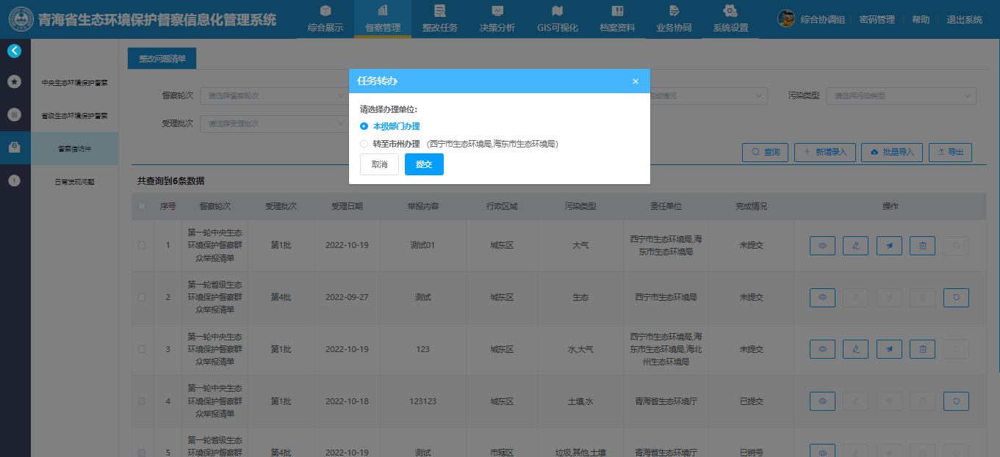 青海省生态环境保护督察信息化管理系统
综合展示
督察管理
整改任务
决策分析
GIS可视化
档案资料
业务协同
系统设置
综合协调组
密码管理
帮助
退出系统
中央生态环境保护督察
省
省级生态环境保护督察
督察信访件
日常发现问题
整改问题清单
督察轮次
请选择督察轮次
完成情况
污染类型
请选择污染类型
受理批次
请选择受理批次
任务转办
×
请选择办理单位：
本级部门办理
转至市州办理 (西宁市生态环境局,海东市生态环境局)
取消
提交
查询
新增录入
批量导入
导出
共查询到6条数据
序号 督察轮次 受理批次 受理日期 举报内容 行政区域 污染类型 责任单位 完成情况 操作
第一轮中央生态
环境保护督察群
众举报清单
1 第1批 2022-10-19 测试01 城东区 大气
西宁市生态环境局,海
东市生态环境局
未提交
第一轮省级生态
环境保护督察群
众举报清单
2 第4批 2022-09-27 测试 城东区 生态 西宁市生态环境局 未提交
第一轮中央生态
环境保护督察群
众举报清单
3 第1批 2022-10-19 123 城东区 水,大气
西宁市生态环境局,海
东市生态环境局,海北
州生态环境局
未提交
第一轮中央生态
环境保护督察群
众举报清单
4 第1批 2022-10-18 123123 城东区 土壤,水 青海省生态环境厅 已提交
第一轮省级生态
环境保护督察群
5 第4批 2022-10-19 测试 市辖区 垃圾,其他,土壤 青海省生态环境厅 已销号